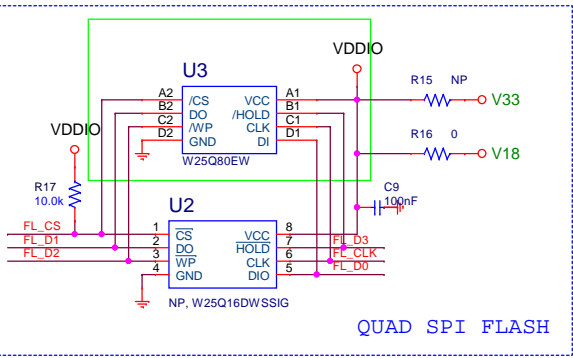 VDDIO
U3
R15 NP
A2 /CS VCC A1
V33
B2 DO /HOLD B1
C2 /WP CLK C1
R16 0
VDDIO
D2 GND DI D1
V18
W25Q80EW
R17
10.0k
C9
100nF
U2
FL_CS 1 CS VCC 8
FL_D1 2 DO HOLD 7 FL_D3
FL_D2 3 WP CLK 6 FL_CLK
4 GND DIO 5 FL_D0
NP, W25Q16DWSSIG
QUAD SPI FLASH